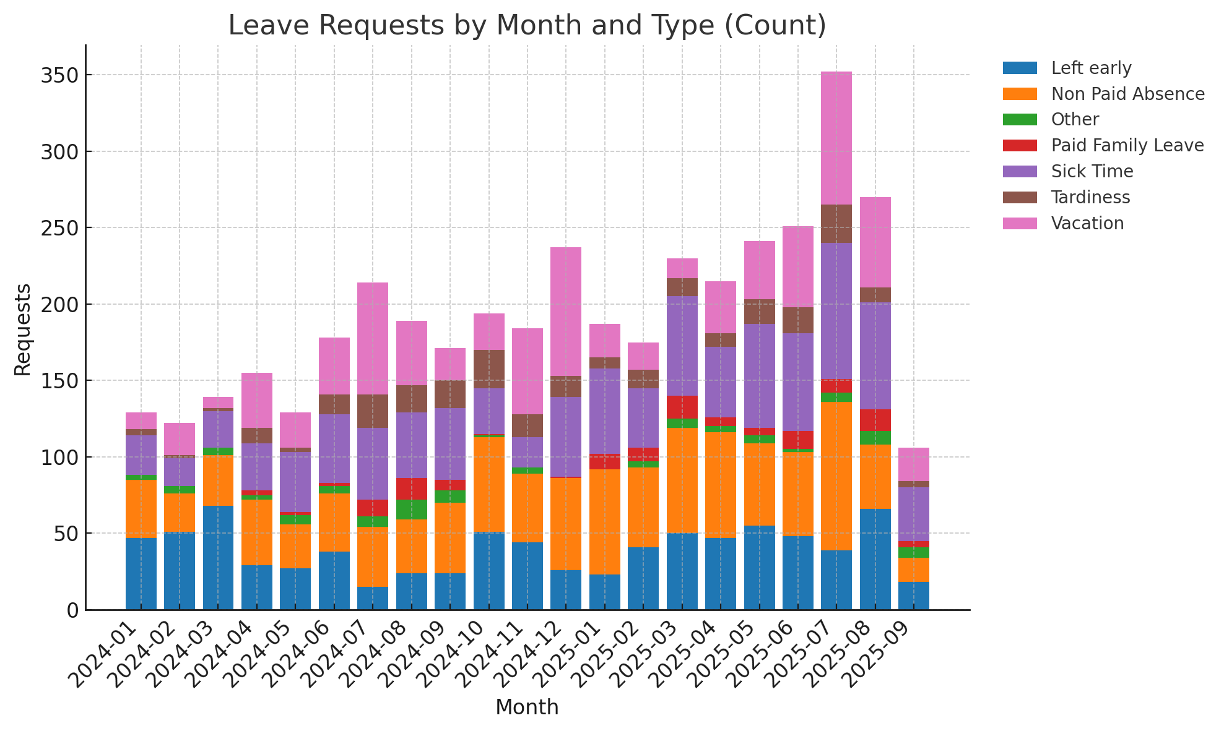 Leave Requests by Month and Type (Count)
350
300
250
200
150
100
50
0
Requests
2024-01
2024-02
2024-03
2024-04
2024-05
2024-06
2024-07
2024-08
2024-09
2024-10
2024-11
2024-12
2025-01
2025-02
2025-03
2025-04
2025-05
2025-06
2025-07
2025-08
2025-09
Month
Left early
Non Paid Absence
Other
Paid Family Leave
Sick Time
Tardiness
Vacation